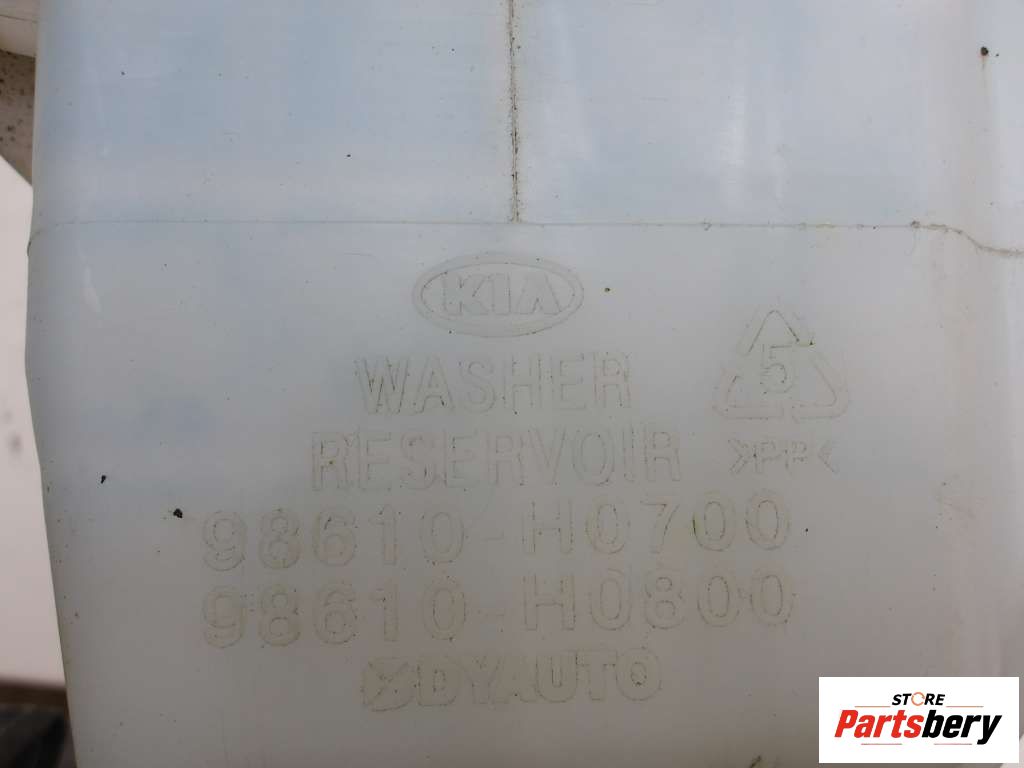 KIA
WASHER
RESERVOIR
5
>PP<
98610-H0700
98610-H0800
DYAUTO
STORE
Partsbery